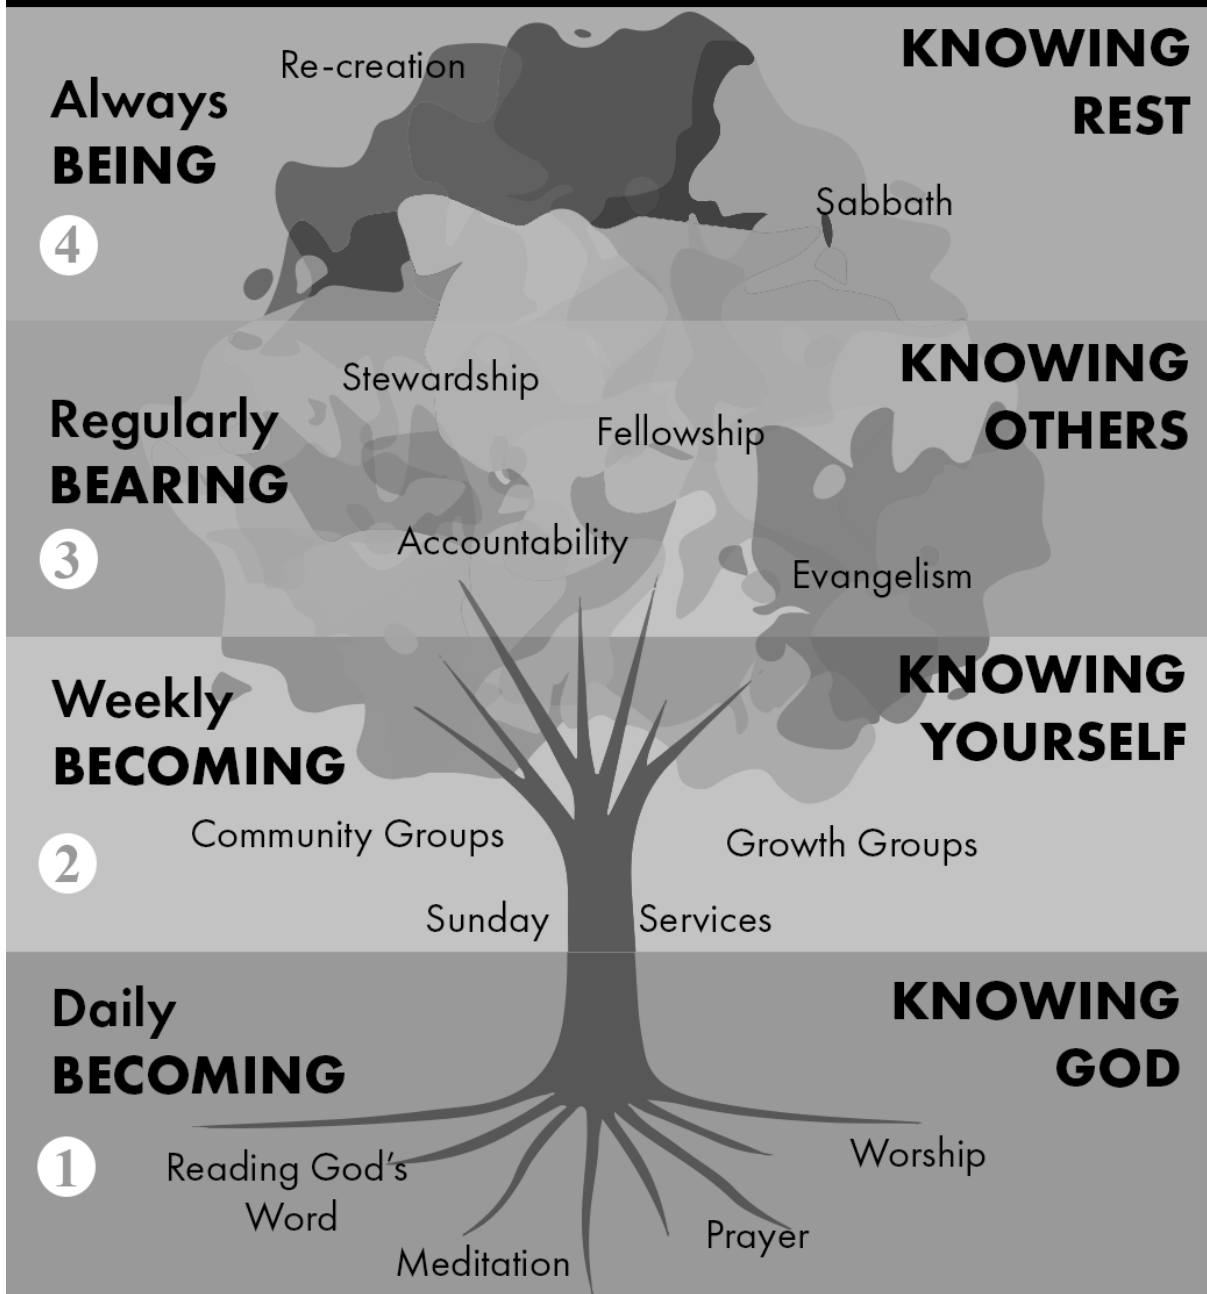 Re-creation
KNOWING
REST
Always
BEING
Sabbath
4
Stewardship
KNOWING
OTHERS
Regularly
BEARING
Fellowship
Accountability
Evangelism
3
KNOWING
YOURSELF
Weekly
BECOMING
Community Groups
Growth Groups
2
Sunday Services
KNOWING
GOD
Daily
BECOMING
1
Reading God's
Word
Worship
Meditation
Prayer